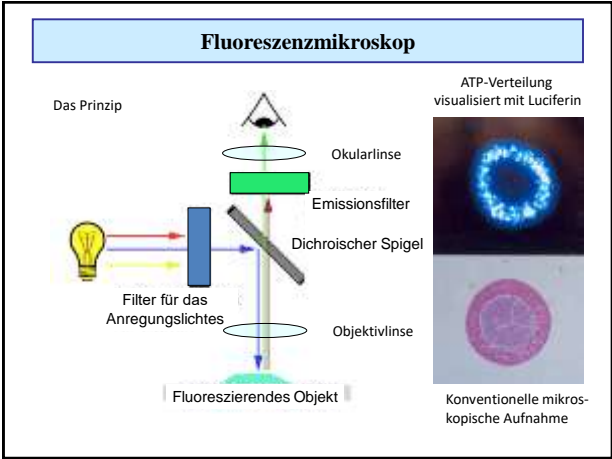 Fluoreszenzmikroskop
Das Prinzip
ATP-Verteilung
visualisiert mit Luciferin
Okularlinse
Emissionsfilter
Dichroischer Spigel
Filter für das
Anregungslichtes
Objektivlinse
Fluoreszierendes Objekt
Konventionelle mikros-
kopische Aufnahme